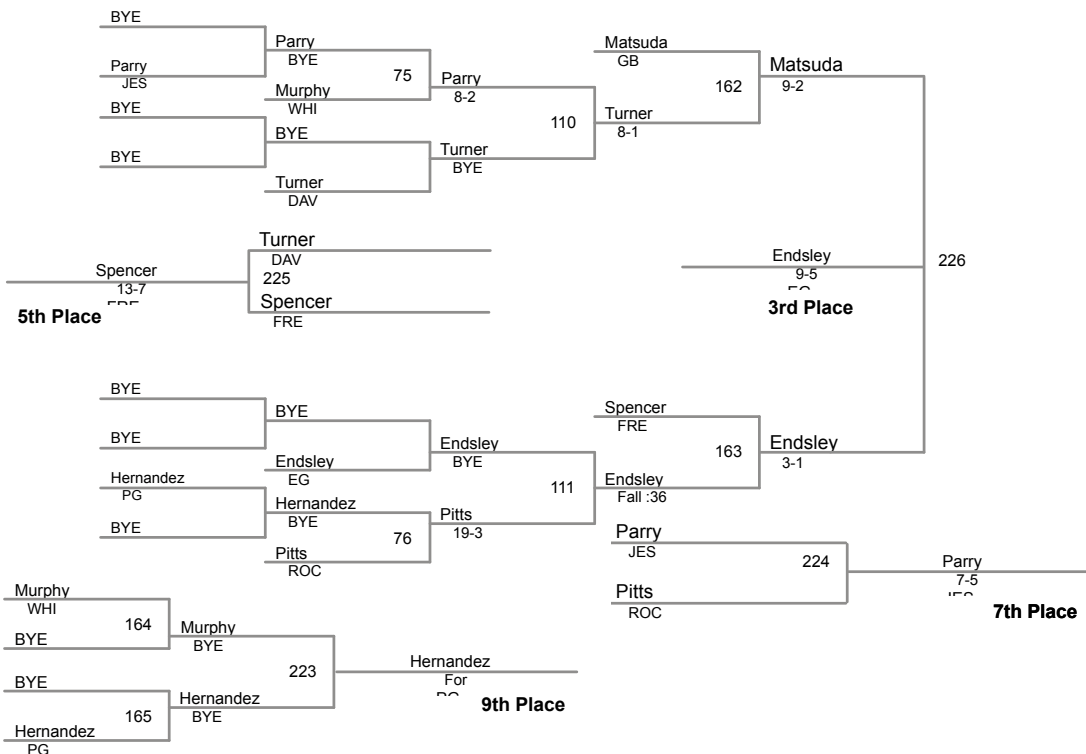 BYE
Parry
JES
BYE
BYE
Parry
BYE
75
Murphy
WHI
BYE
Turner
DAV
Parry
8-2
110
Turner
BYE
Matsuda
GB
162
Turner
8-1
Matsuda
9-2
226
Endsley
9-5
3rd Place
Turner
DAV
225
Spencer
FRE
Spencer
13-7
FRE
5th Place
BYE
BYE
Hernandez
PG
BYE
BYE
Endsley
EG
Hernandez
BYE
76
Pitts
ROC
Endsley
BYE
111
Pitts
19-3
Spencer
FRE
163
Endsley
Fall :36
Endsley
3-1
Parry
JES
224
Pitts
ROC
Parry
7-5
7th Place
Murphy
WHI
164
BYE
BYE
165
Hernandez
PG
Murphy
BYE
223
Hernandez
BYE
Hernandez
For
9th Place